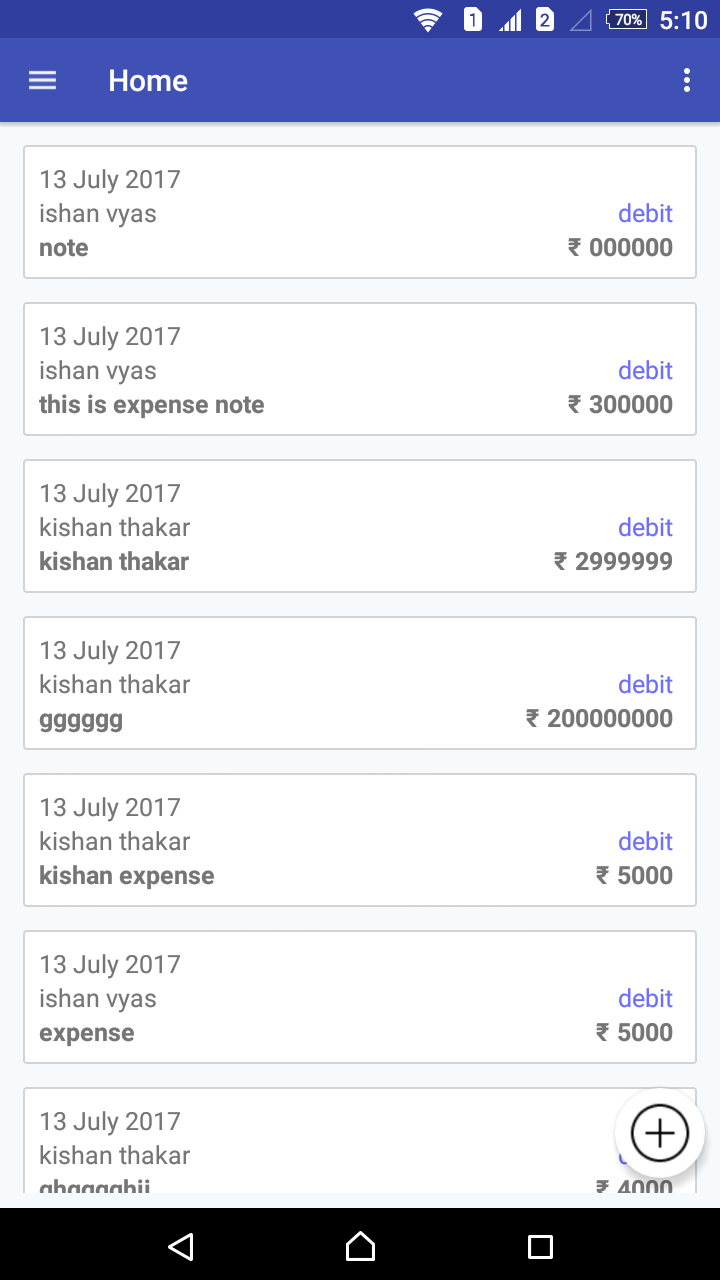 1 2 70% 5:10
Home
13 July 2017
ishan vyas debit
note ₹ 000000
13 July 2017
ishan vyas debit
this is expense note ₹ 300000
13 July 2017
kishan thakar debit
kishan thakar ₹ 2999999
13 July 2017
kishan thakar debit
gggggg ₹ 200000000
13 July 2017
kishan thakar debit
kishan expense ₹ 5000
13 July 2017
ishan vyas debit
expense ₹ 5000
13 July 2017
kishan thakar
₹ 4000